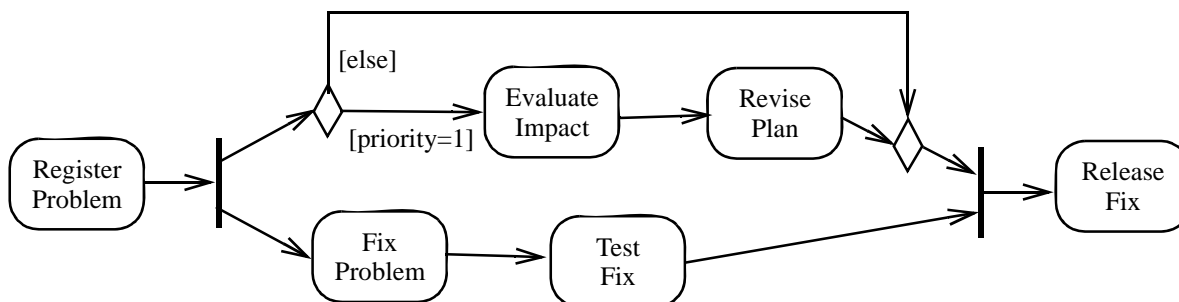 [else]
Evaluate
Impact
Revise
Plan
[priority=1]
Register
Problem
Release
Fix
Fix
Problem
Test
Fix